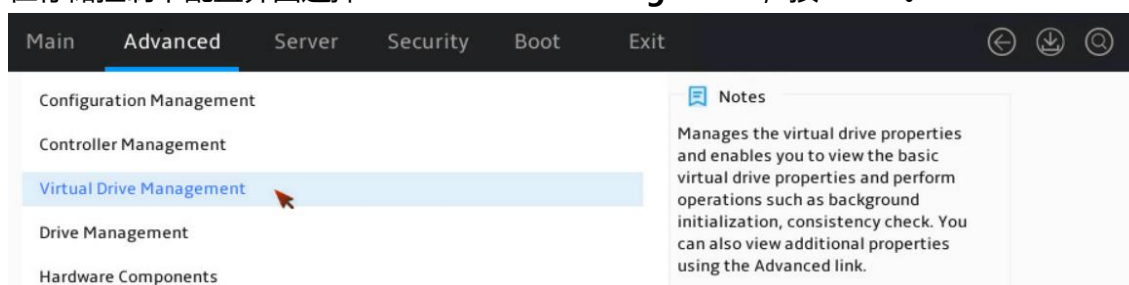 Main Advanced Server Security Boot Exit
Configuration Management
Controller Management
Virtual Drive Management
Drive Management
Hardware Components
Notes
Manages the virtual drive properties
and enables you to view the basic
virtual drive properties and perform
operations such as background
initialization, consistency check. You
can also view additional properties
using the Advanced link.